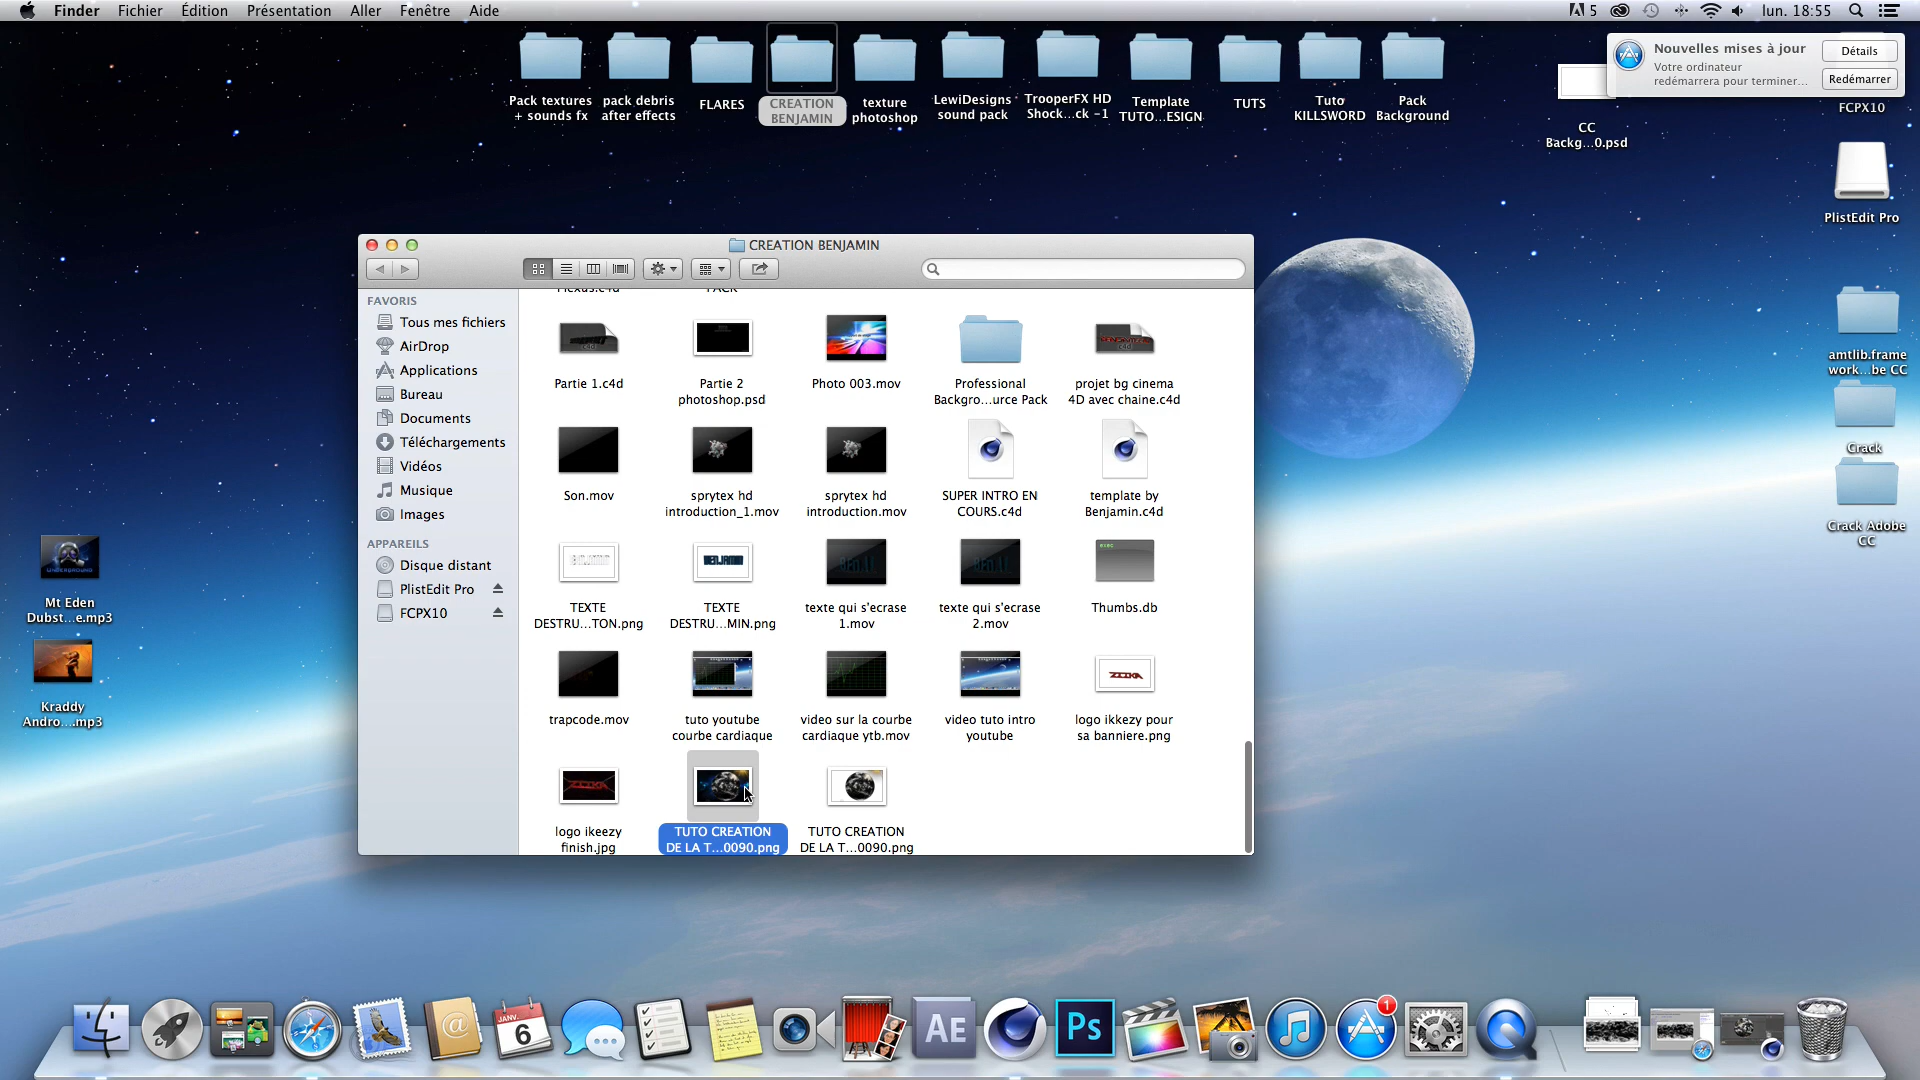 Finder Fichier Édition Présentation Aller Fenêtre Aide
5 lun. 18:55
Nouvelles mises à jour
Votre ordinateur
redémarrera pour terminer...
Détails
Redémarrer
Pack textures
+ sounds fx
pack debris
after effects
FLARES
CREATION
BENJAMIN
texture
photoshop
LewiDesigns
sound pack
TrooperFX HD
Shock...ck -1
Template
TUTO...ESIGN
TUTS
Tuto
KILLSWORD
Pack
Background
CC
Backg...0.psd
FCPX10
PlistEdit Pro
amtlib.frame
work...be CC
Crack
Crack Adobe
CC
Mt Eden
Dubst...e.mp3
Kraddy
Andro....mp3
CREATION BENJAMIN
FAVORIS
Tous mes fichiers
AirDrop
Applications
Bureau
Documents
Téléchargements
Vidéos
Musique
Images
APPAREILS
Disque distant
PlistEdit Pro
FCPX10
Partie 1.c4d
Partie 2
photoshop.psd
Photo 003.mov
Professional
Backgro...urce Pack
projet bg cinema
4D avec chaine.c4d
Son.mov
sprytex hd
introduction_1.mov
sprytex hd
introduction.mov
SUPER INTRO EN
COURS.c4d
template by
Benjamin.c4d
BENJAMIN
TEXTE
DESTRU...TON.png
TEXTE
DESTRU...MIN.png
texte qui s'ecrase
1.mov
texte qui s'ecrase
2.mov
Thumbs.db
trapcode.mov
tuto youtube
courbe cardiaque
video sur la courbe
cardiaque ytb.mov
video tuto intro
youtube
logo ikkezy pour
sa banniere.png
logo ikeezy
finish.jpg
TUTO CREATION
DE LA T...0090.png
TUTO CREATION
DE LA T...0090.png
JANV.
6
AE
Ps
1